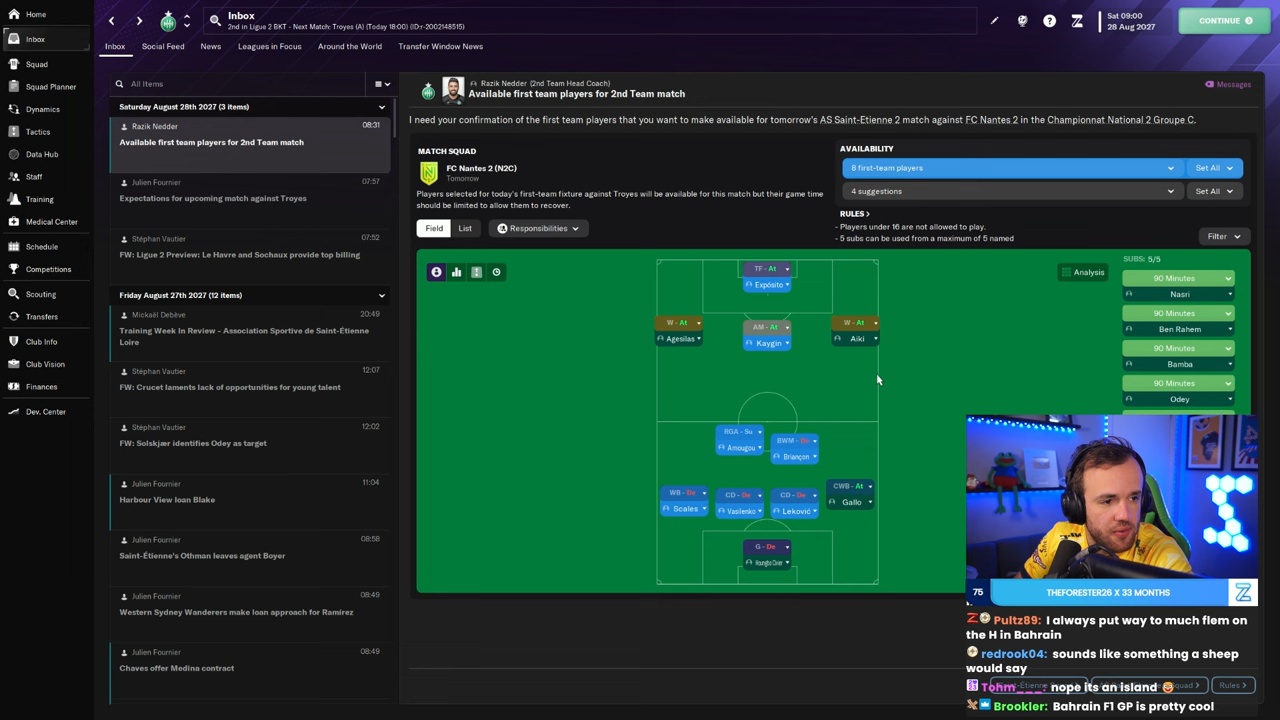 Home
Inbox
Squad
Squad Planner
Dynamics
Tactics
Data Hub
Staff
Training
Medical Center
Schedule
Competitions
Scouting
Transfers
Club Info
Club Vision
Finances
Dev. Center
Inbox
2nd in Ligue 2 BKT - Next Match: Troyes (A) (Today 18:00) (ID:r-2002148515)
Sat 09:00
28 Aug 2027
CONTINUE
Inbox
Social Feed
News
Leagues in Focus
Around the World
Transfer Window News
All Items
Saturday August 28th 2027 (3 items)
Razik Nedder 08:31
Available first team players for 2nd Team match
Julien Fournier 07:57
Expectations for upcoming match against Troyes
Stéphan Vautier 07:52
FW: Ligue 2 Preview: Le Havre and Sochaux provide top billing
Friday August 27th 2027 (12 items)
Mickaël Debève 20:49
Training Week In Review - Association Sportive de Saint-Étienne
Loire
Stéphan Vautier 12:07
FW: Crucet laments lack of opportunities for young talent
Stéphan Vautier 12:02
FW: Solskjær identifies Odey as target
Julien Fournier 11:04
Harbour View loan Blake
Julien Fournier 08:58
Saint-Étienne's Othman leaves agent Boyer
Julien Fournier 08:49
Western Sydney Wanderers make loan approach for Ramírez
Julien Fournier 08:49
Chaves offer Medina contract
Razik Nedder (2nd Team Head Coach)
Available first team players for 2nd Team match
Messages
I need your confirmation of the first team players that you want to make available for tomorrow's AS Saint-Etienne 2 match against FC Nantes 2 in the Championnat National 2 Groupe C.
MATCH SQUAD
FC Nantes 2 (N2C)
Tomorrow
Players selected for today's first-team fixture against Troyes will be available for this match but their game time
should be limited to allow them to recover.
AVAILABILITY
8 first-team players Set All
4 suggestions Set All
RULES >
- Players under 16 are not allowed to play.
- 5 subs can be used from a maximum of 5 named
Field
List
Responsibilities
Filter
Analysis
SUBS: 5/5
90 Minutes
Nasri
90 Minutes
Ben Rahem
90 Minutes
Bamba
90 Minutes
Odey
TF - At
Expósito
W - At
Agesilas
AM - At
Kaygin
W - At
Aiki
RGA - Su
Amougou
BWM - De
Briançon
WB - De
Scales
CD - De
Vasilenko
CD - De
Leković
CWB - At
Gallo
G - De
75
THEFORESTER26 X 33 MONTHS
Pultz89: I always put way to much flem on
the H in Bahrain
redrook04: sounds like something a sheep
would say
Tohm___: nope its an island
Brookler: Bahrain F1 GP is pretty cool
Rules >